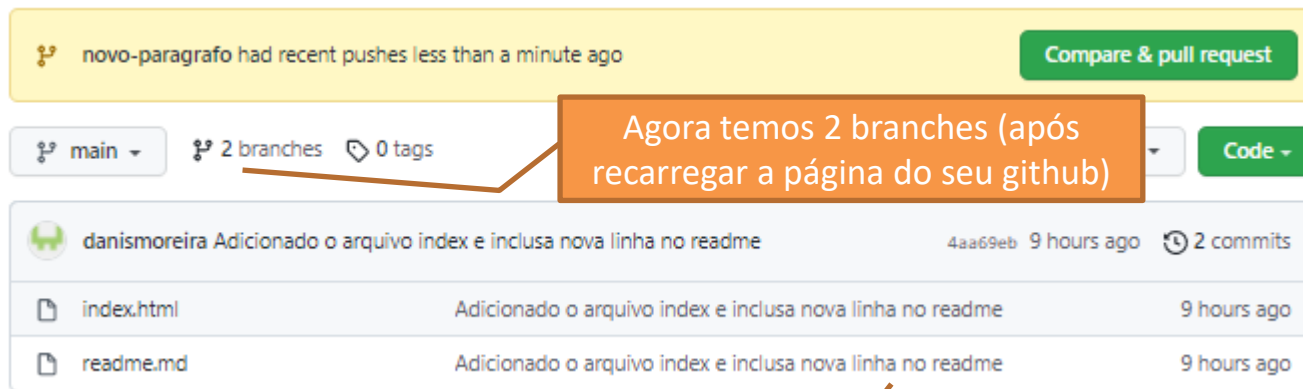 novo-paragrafo had recent pushes less than a minute ago Compare & pull request
Agora temos 2 branches (após
recarregar a página do seu github)
main 2 branches 0 tags Code
danismoreira Adicionado o arquivo index e inclusa nova linha no readme 4aa69eb 9 hours ago 2 commits
index.html Adicionado o arquivo index e inclusa nova linha no readme 9 hours ago
readme.md Adicionado o arquivo index e inclusa nova linha no readme 9 hours ago